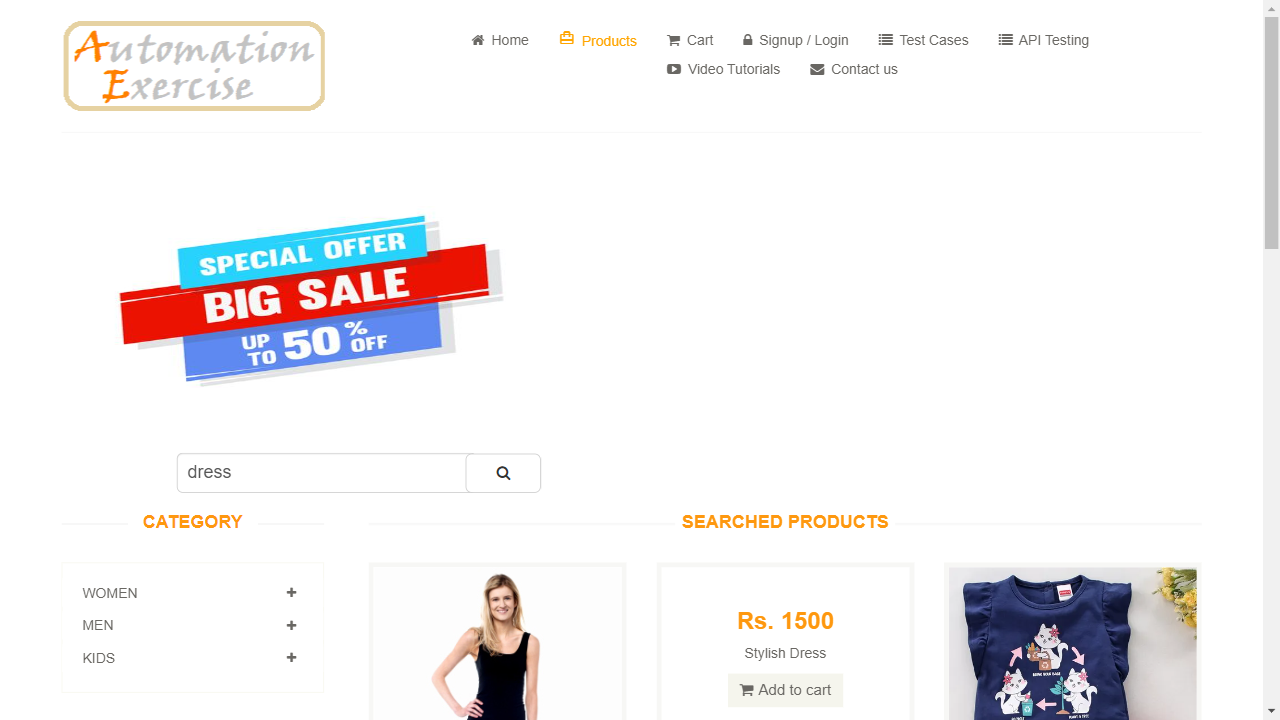 Automation
Exercise
Home
Products
Cart
Signup / Login
Test Cases
API Testing
Video Tutorials
Contact us
SPECIAL OFFER
BIG SALE
UP TO 50% OFF
dress
CATEGORY
SEARCHED PRODUCTS
WOMEN
MEN
KIDS
Rs. 1500
Stylish Dress
Add to cart